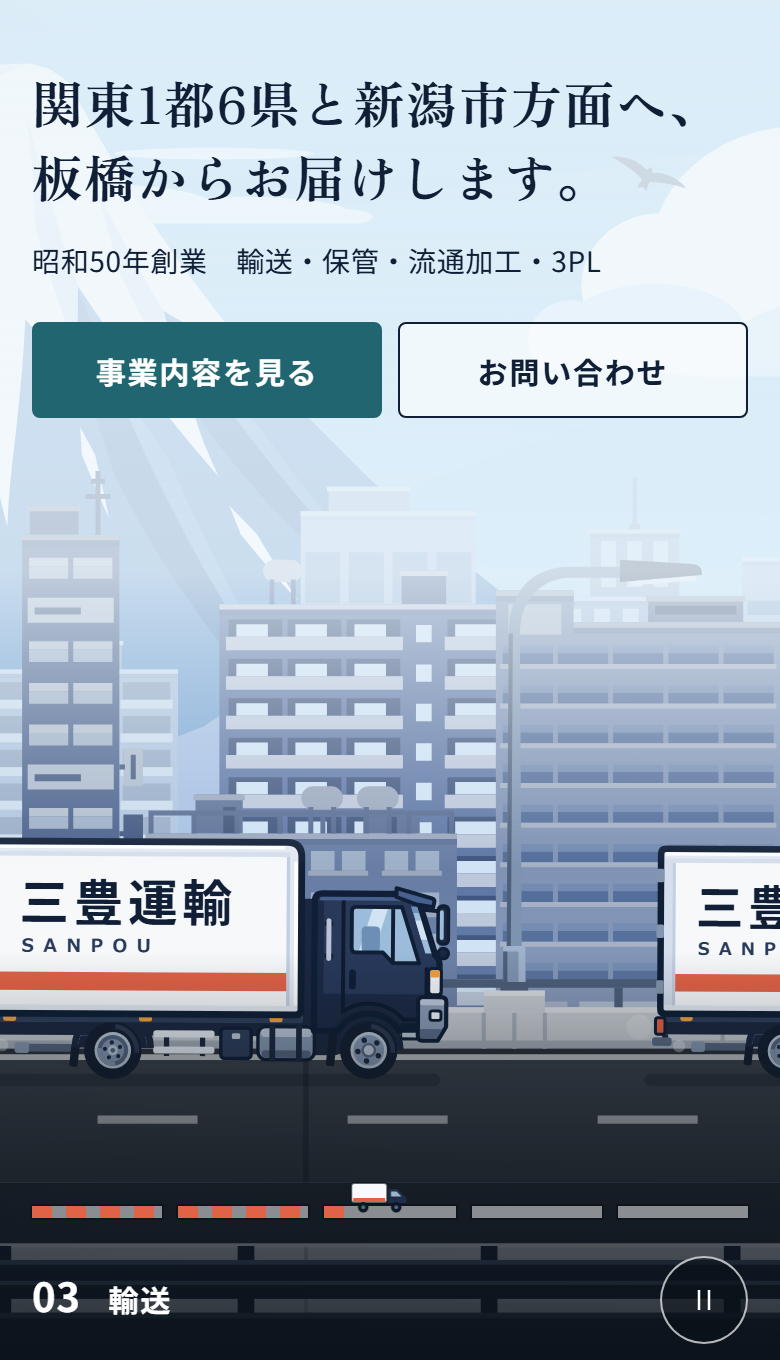 関東1都6県と新潟市方面へ、
板橋からお届けします。
昭和50年創業　輸送・保管・流通加工・3PL
事業内容を見る
お問い合わせ
三豊運輸
SANPOU
三豊
SANP
03 輸送